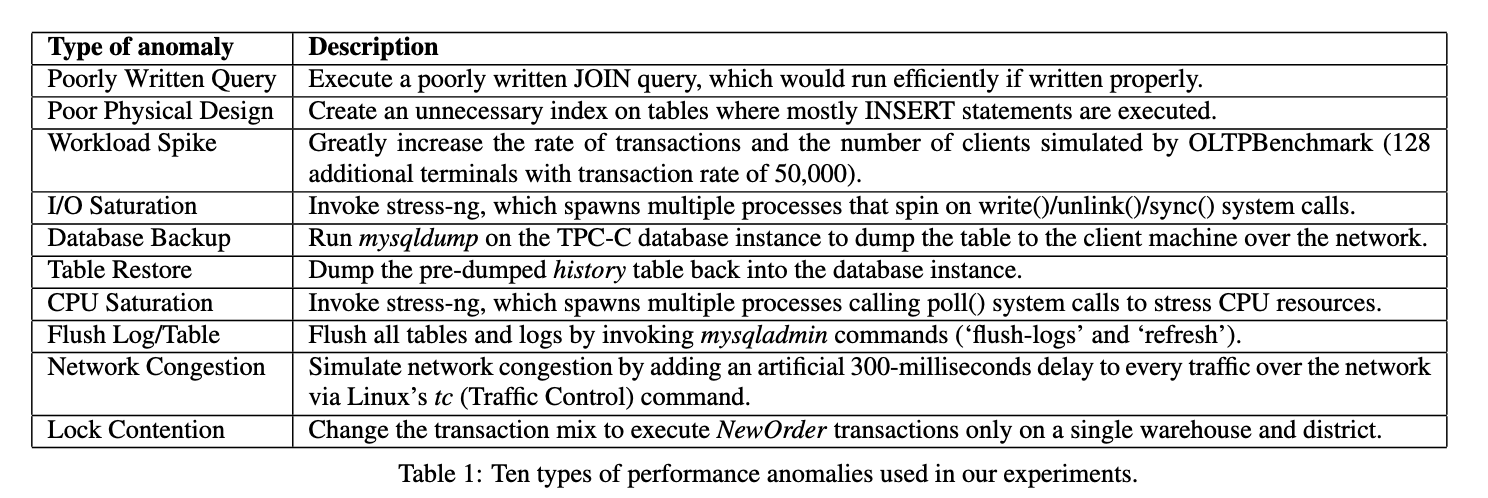 Type of anomaly Description
Poorly Written Query Execute a poorly written JOIN query, which would run efficiently if written properly.
Poor Physical Design Create an unnecessary index on tables where mostly INSERT statements are executed.
Workload Spike Greatly increase the rate of transactions and the number of clients simulated by OLTPBenchmark (128
additional terminals with transaction rate of 50,000).
I/O Saturation Invoke stress-ng, which spawns multiple processes that spin on write()/unlink()/sync() system calls.
Database Backup Run mysqldump on the TPC-C database instance to dump the table to the client machine over the network.
Table Restore Dump the pre-dumped history table back into the database instance.
CPU Saturation Invoke stress-ng, which spawns multiple processes calling poll() system calls to stress CPU resources.
Flush Log/Table Flush all tables and logs by invoking mysqladmin commands (‘flush-logs’ and ‘refresh’).
Network Congestion Simulate network congestion by adding an artificial 300-milliseconds delay to every traffic over the network
via Linux’s tc (Traffic Control) command.
Lock Contention Change the transaction mix to execute NewOrder transactions only on a single warehouse and district.
Table 1: Ten types of performance anomalies used in our experiments.